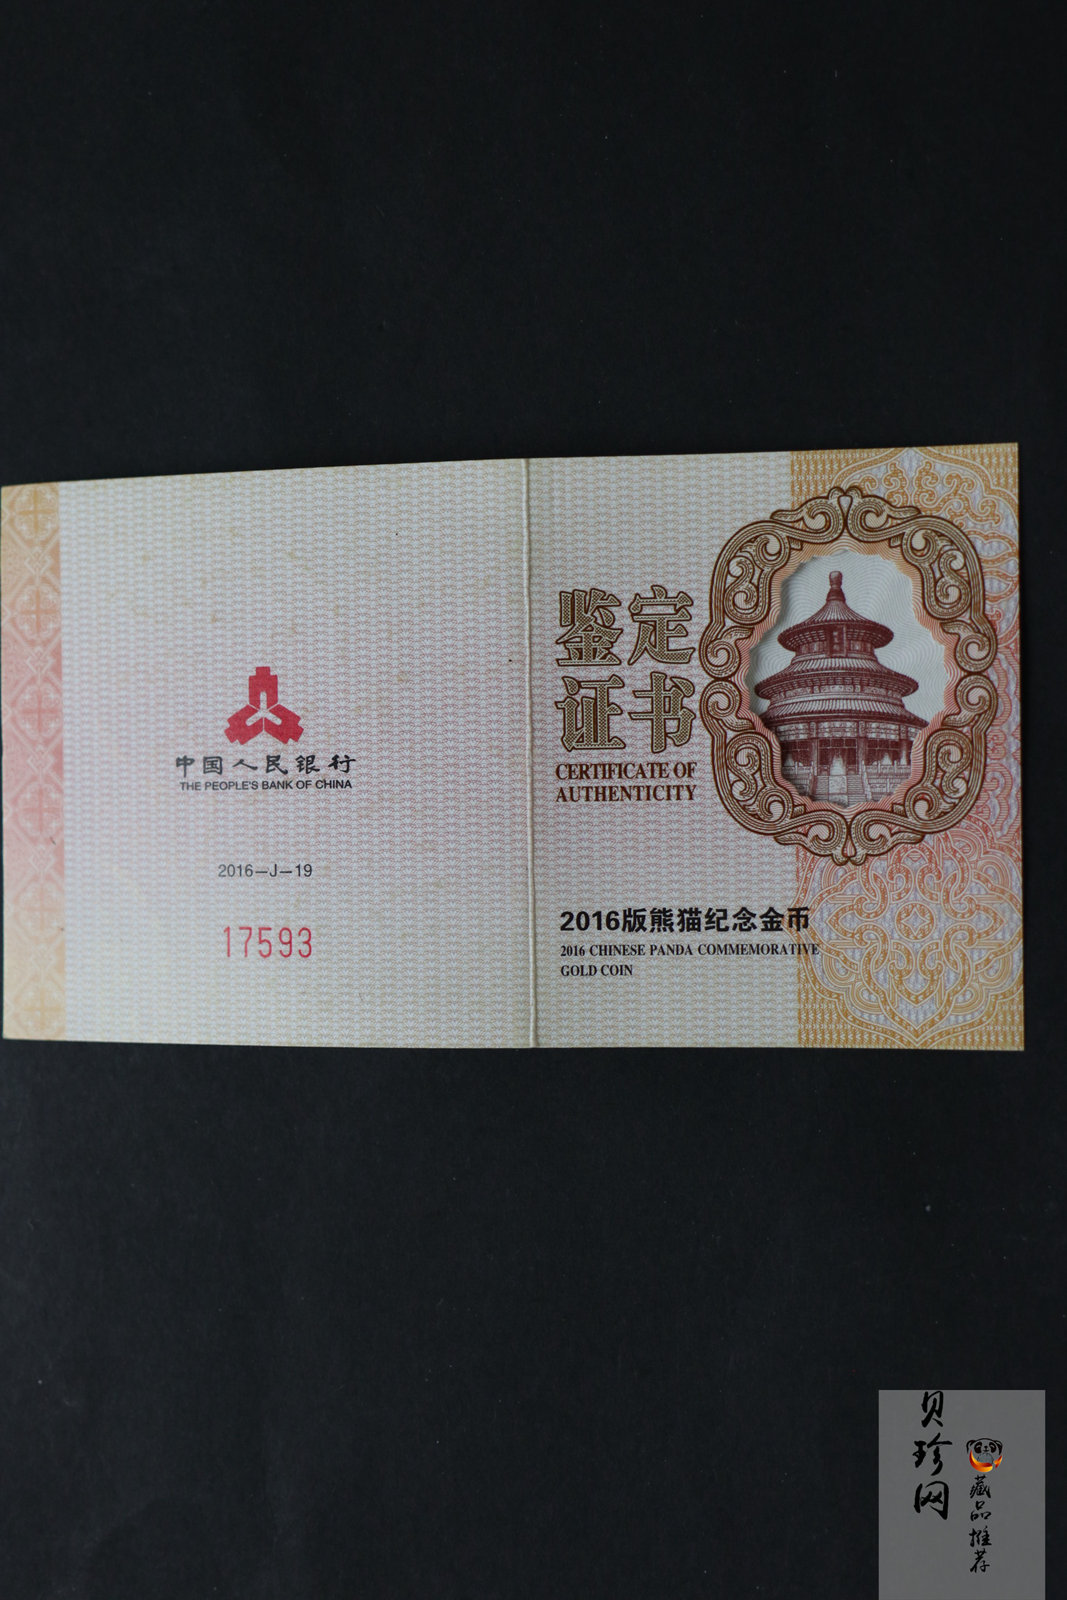 中国人民银行
THE PEOPLE'S BANK OF CHINA
2016-J-19
17593
鉴定
证书
CERTIFICATE OF
AUTHENTICITY
2016版熊猫纪念金币
2016 CHINESE PANDA COMMEMORATIVE
GOLD COIN
贝珍网
藏品推荐